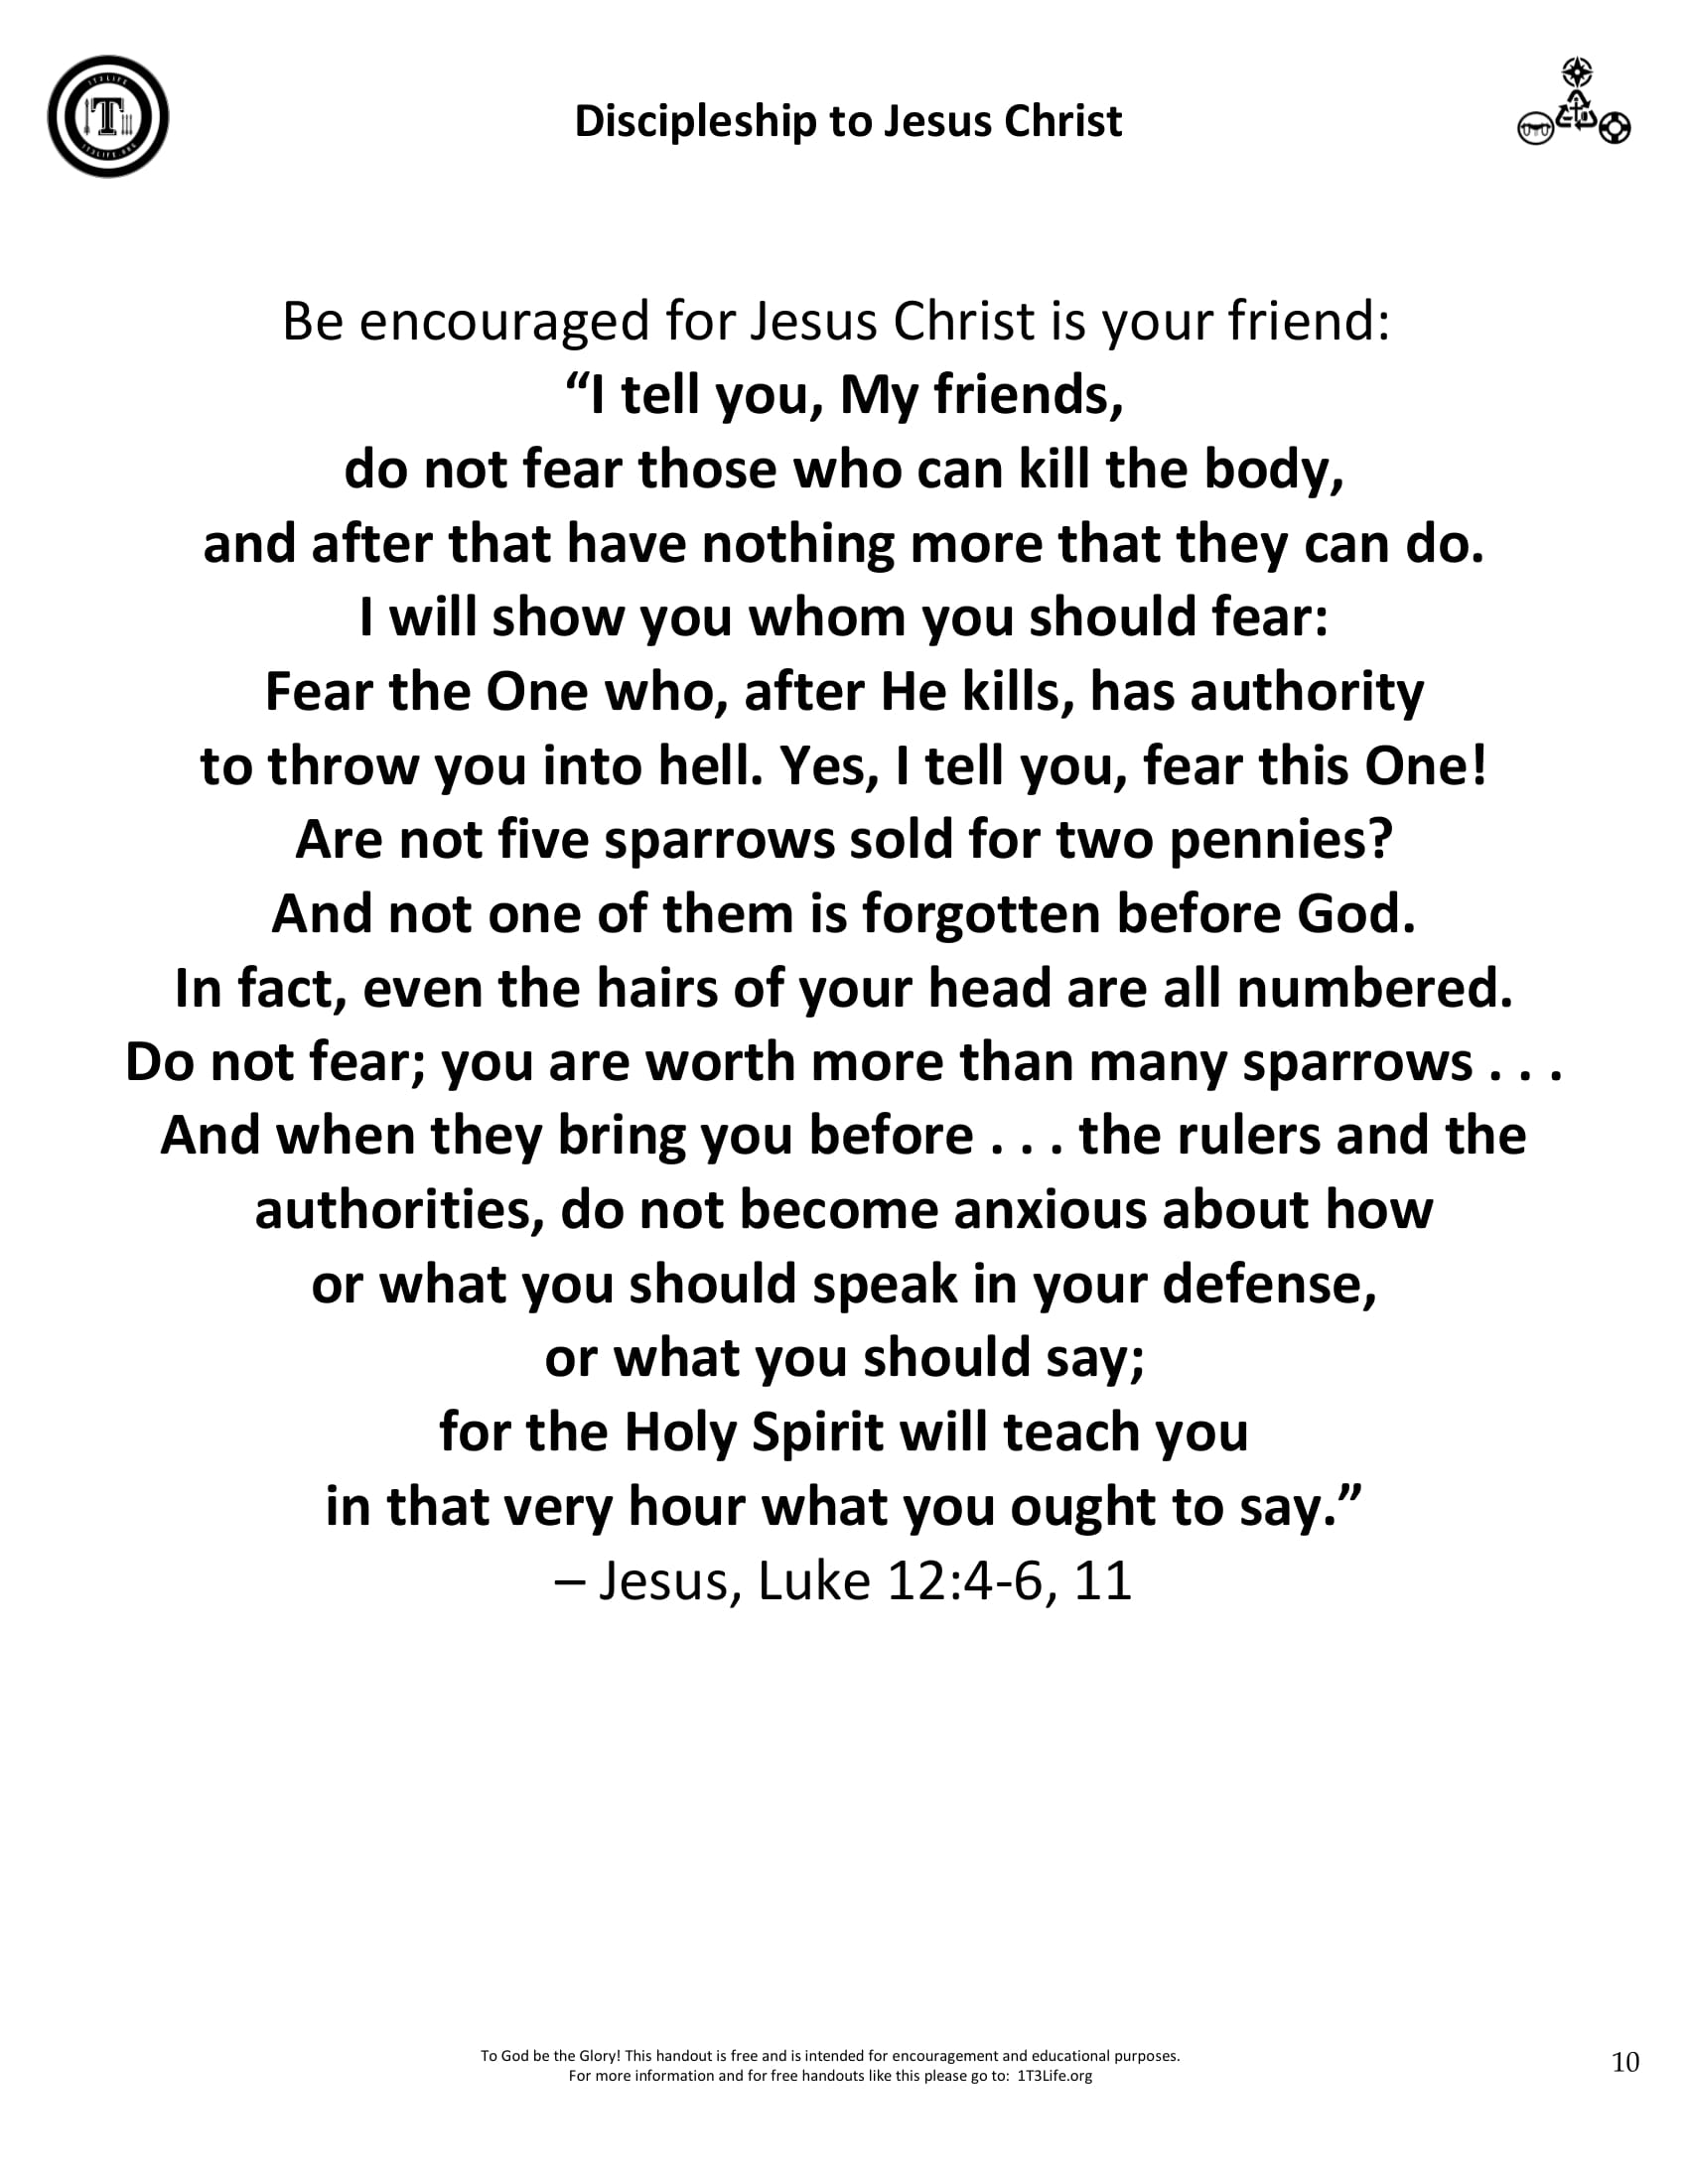 1T3LIFE
T
1T3LIFE.ORG
Discipleship to Jesus Christ
Be encouraged for Jesus Christ is your friend:
“I tell you, My friends,
do not fear those who can kill the body,
and after that have nothing more that they can do.
I will show you whom you should fear:
Fear the One who, after He kills, has authority
to throw you into hell. Yes, I tell you, fear this One!
Are not five sparrows sold for two pennies?
And not one of them is forgotten before God.
In fact, even the hairs of your head are all numbered.
Do not fear; you are worth more than many sparrows . . .
And when they bring you before . . . the rulers and the
authorities, do not become anxious about how
or what you should speak in your defense,
or what you should say;
for the Holy Spirit will teach you
in that very hour what you ought to say.”
– Jesus, Luke 12:4-6, 11
To God be the Glory! This handout is free and is intended for encouragement and educational purposes.
For more information and for free handouts like this please go to:  1T3Life.org
10